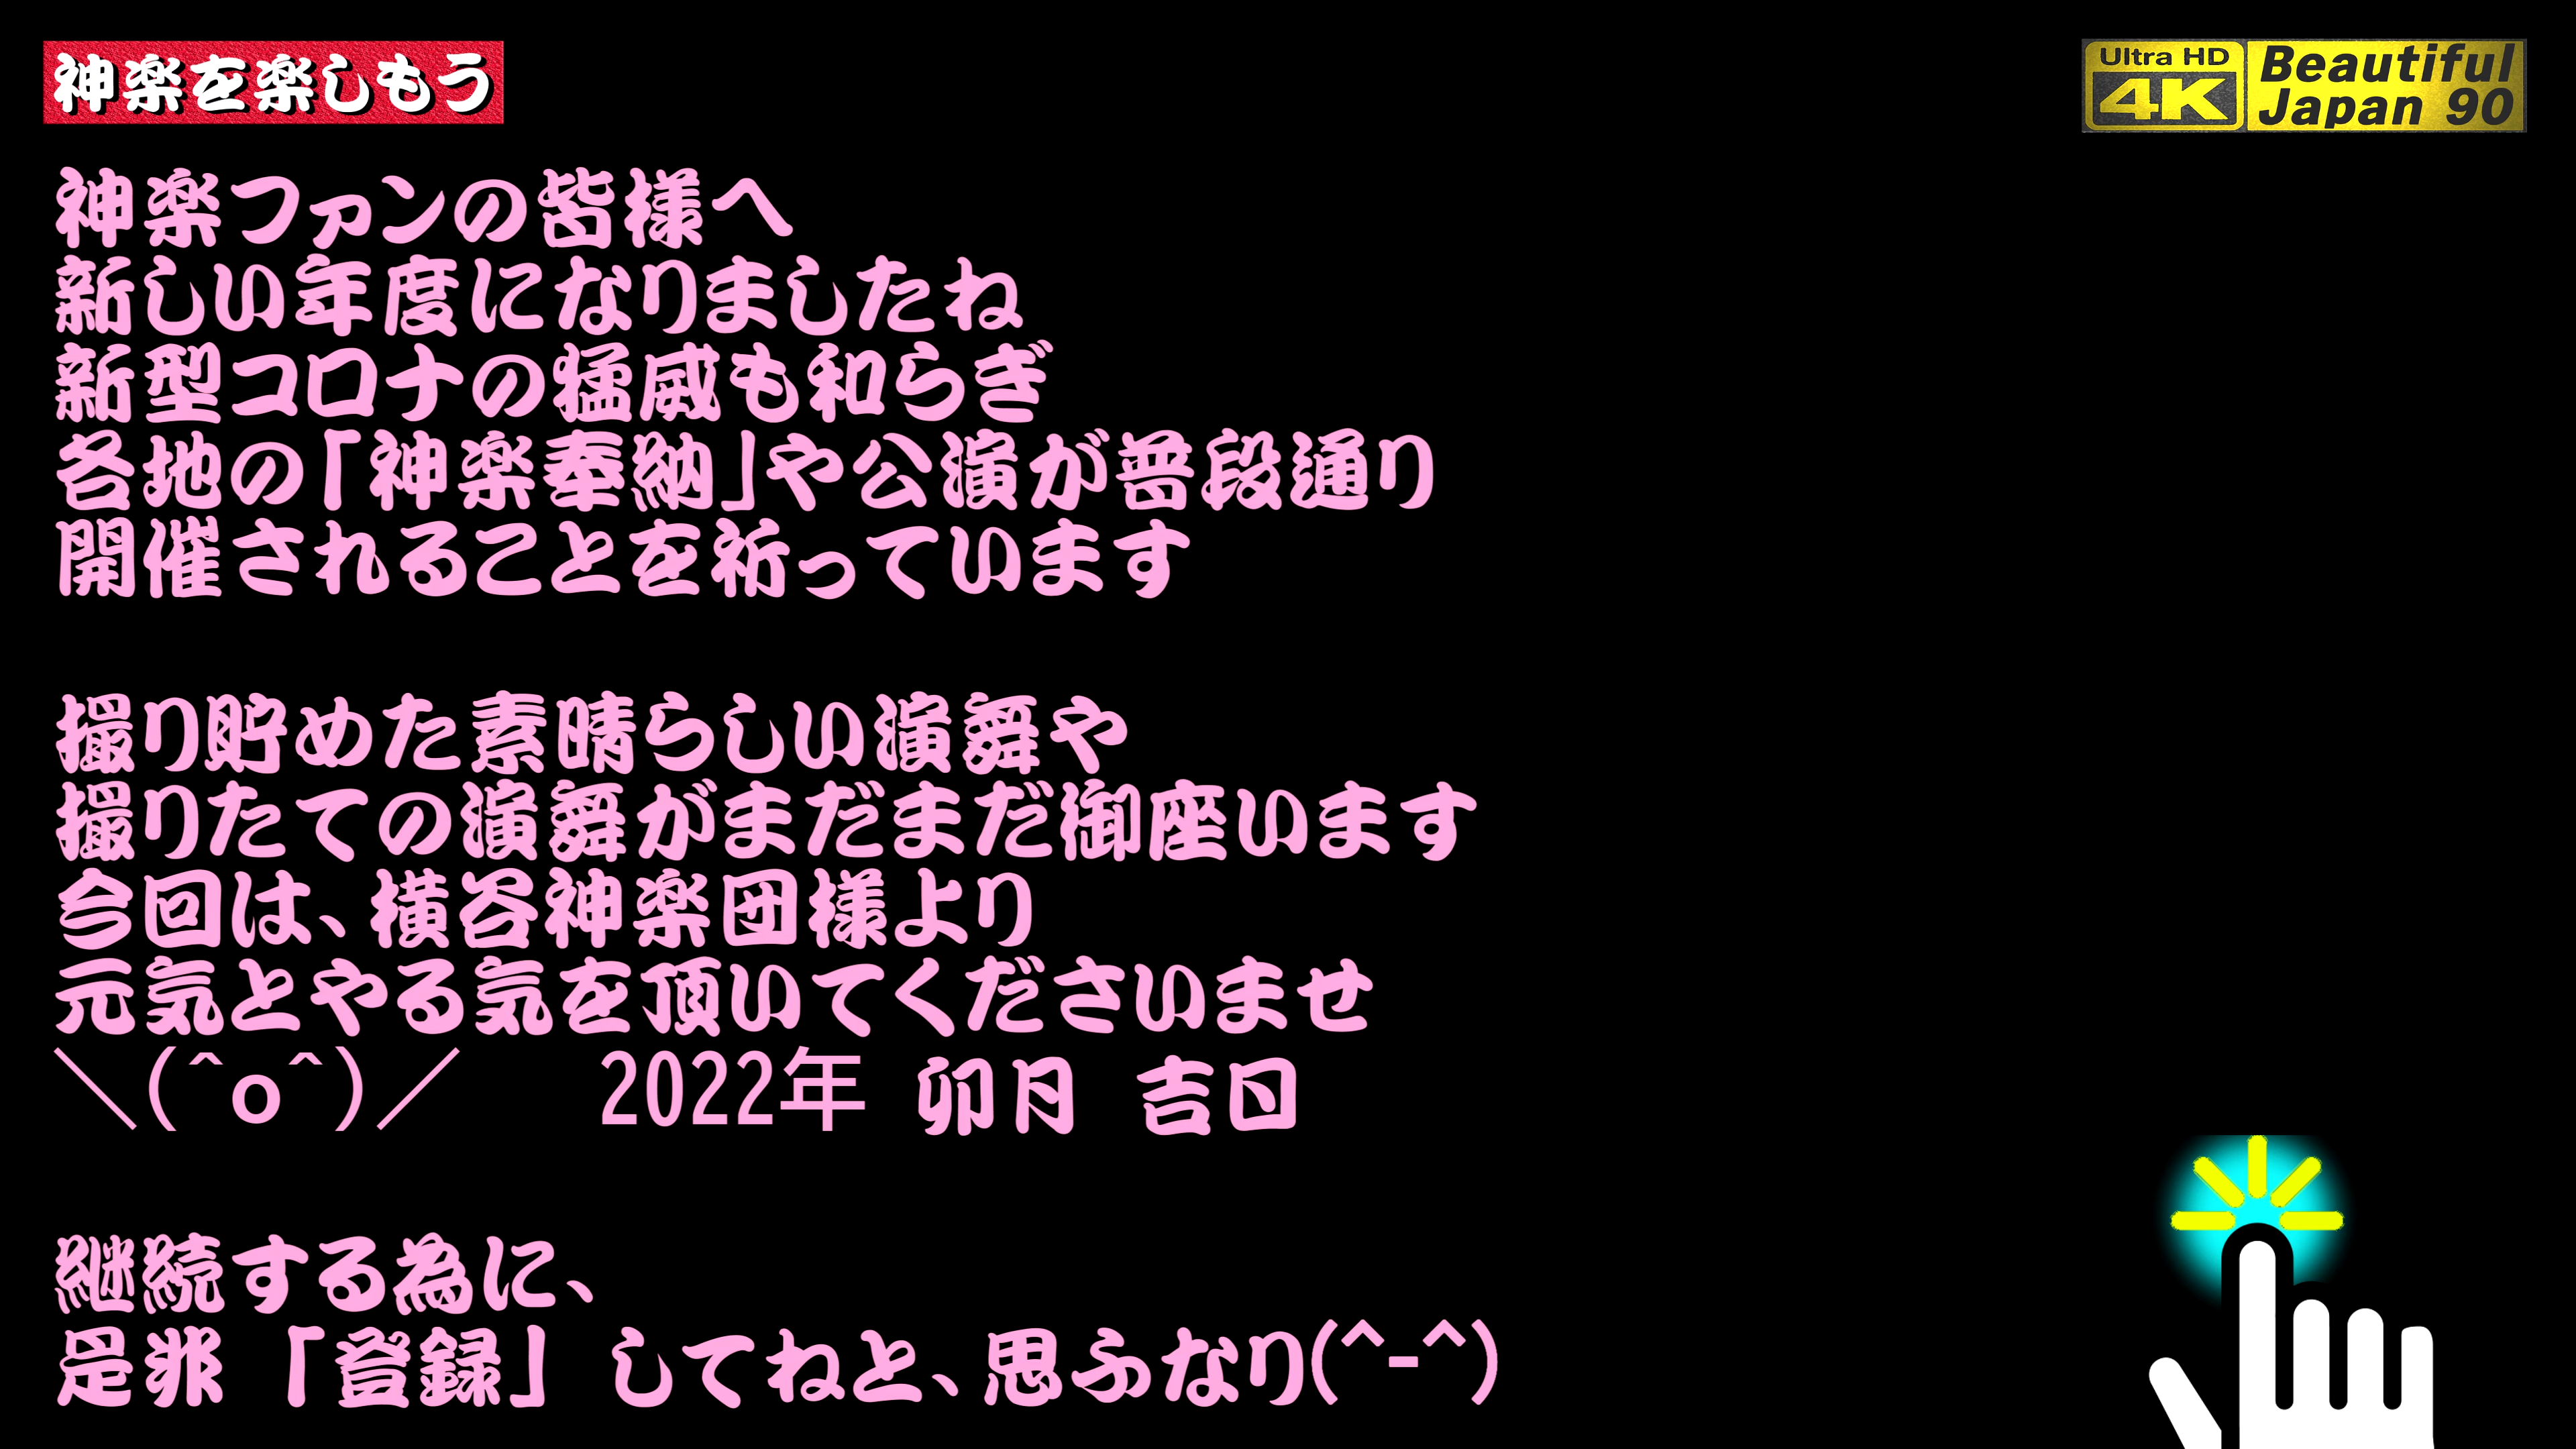 神楽を楽しもう
Ultra HD
4K
Beautiful
Japan 90
神楽ファンの皆様へ
新しい年度になりましたね
新型コロナの猛威も和らぎ
各地の「神楽奉納」や公演が普段通り
開催されることを祈っています
撮り貯めた素晴らしい演舞や
撮りたての演舞がまだまだ御座います
今回は、横谷神楽団様より
元気とやる気を頂いてくださいませ
＼(^o^)／　2022年 卯月 吉日
継続する為に、
是非「登録」してねと、思ふなり(^-^)